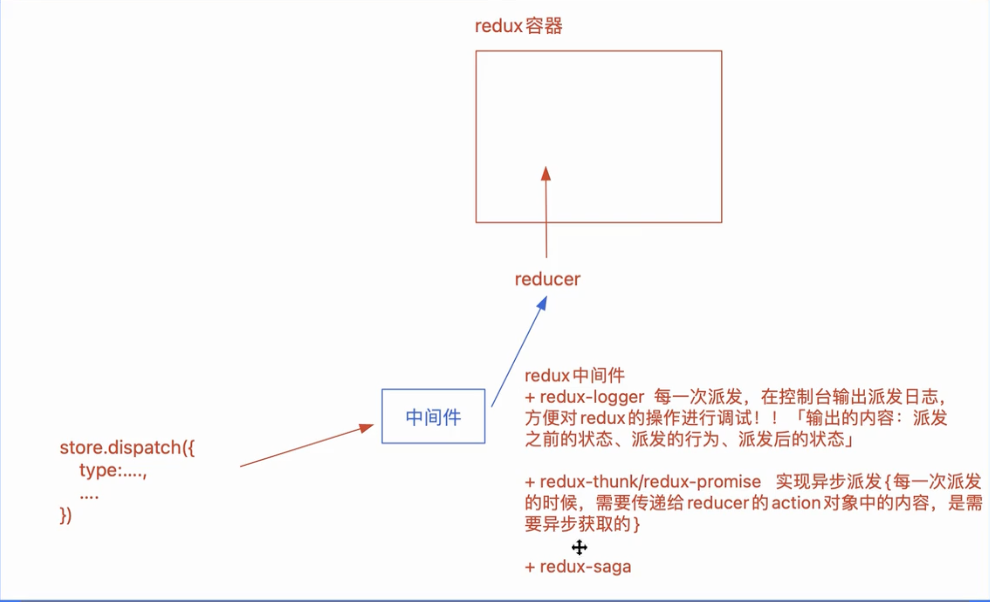 redux容器
reducer
中间件
store.dispatch({
type:....,
....
})
redux中间件
+ redux-logger 每一次派发，在控制台输出派发日志，
方便对redux的操作进行调试！！「输出的内容：派发
之前的状态、派发的行为、派发后的状态」
+ redux-thunk/redux-promise 实现异步派发{每一次派发
的时候，需要传递给reducer的action对象中的内容，是需
要异步获取的}
+ redux-saga